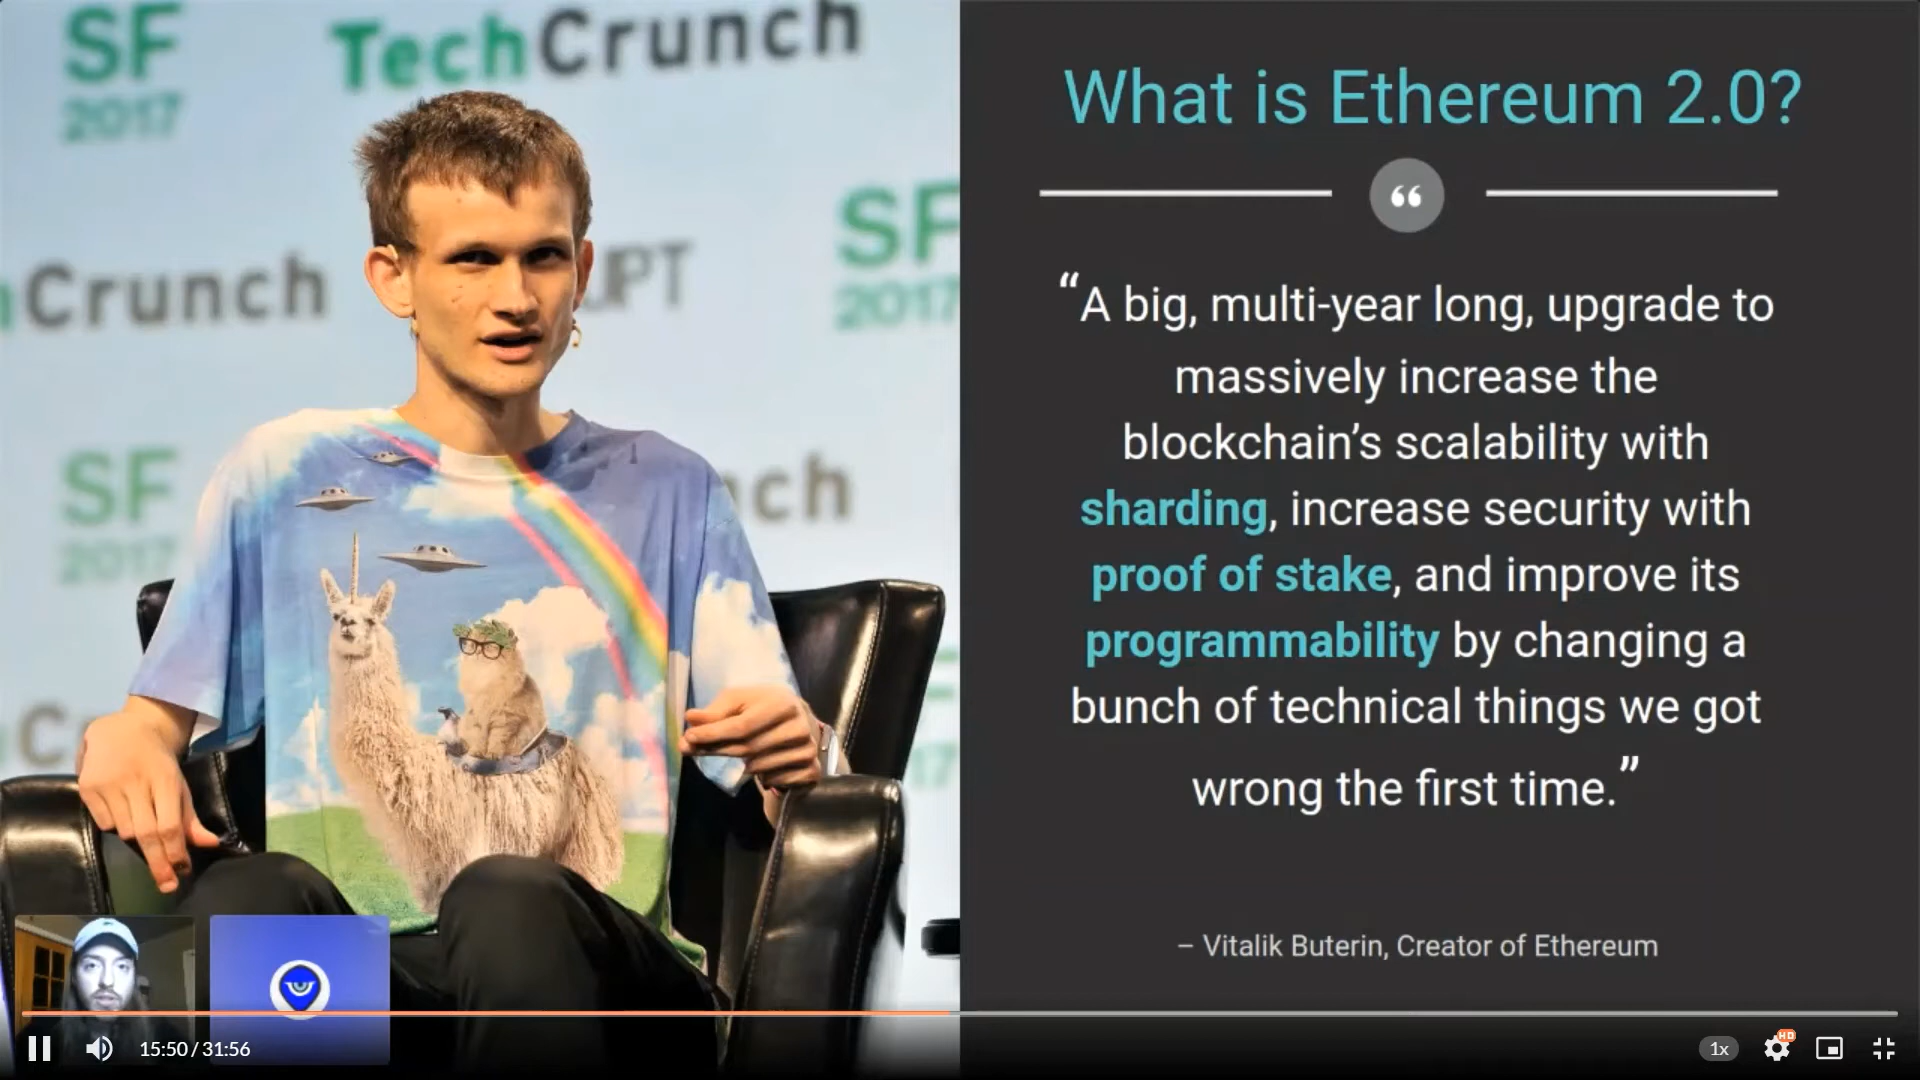 SF
2017
TechCrunch
SF
2017
Crunch
UPT
SF
2017
ch
What is Ethereum 2.0?
“
“A big, multi-year long, upgrade to
massively increase the
blockchain’s scalability with
sharding, increase security with
proof of stake, and improve its
programmability by changing a
bunch of technical things we got
wrong the first time.”
– Vitalik Buterin, Creator of Ethereum
15:50 / 31:56
1x
HD